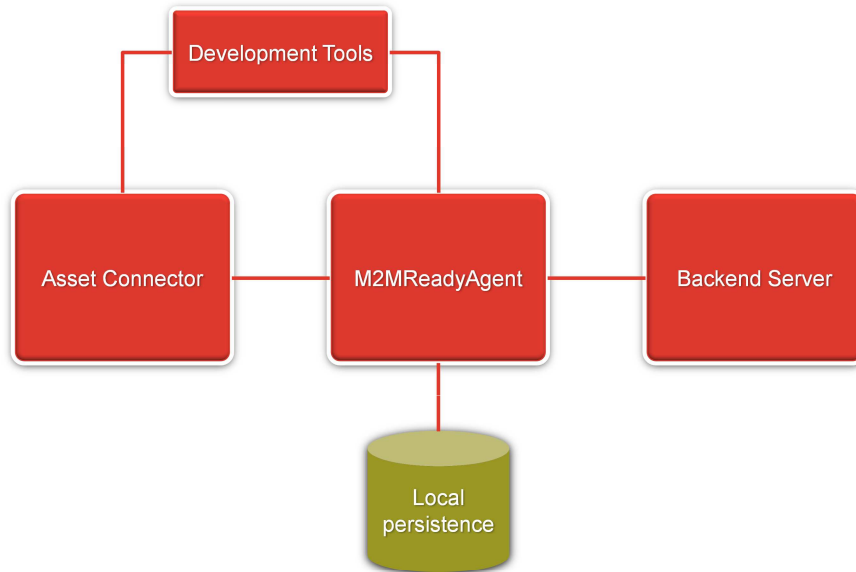 Development Tools
Asset Connector
M2MReadyAgent
Backend Server
Local
persistence